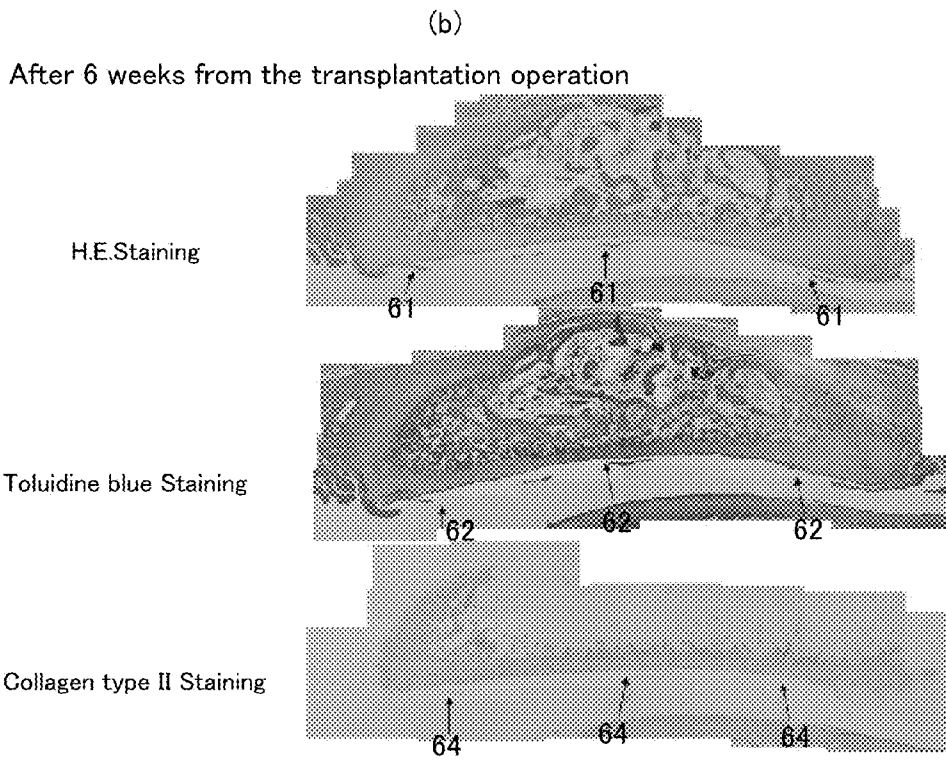 (b)
After 6 weeks from the transplantation operation
H.E.Staining
61
61
61
Toluidine blue Staining
62
62
62
Collagen type II Staining
64
64
64